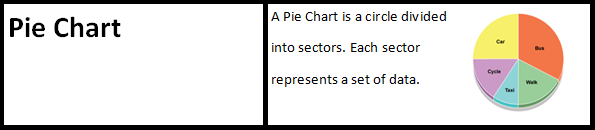 Pie Chart
A Pie Chart is a circle divided
into sectors. Each sector
represents a set of data.
Car
Bus
Cycle
Taxi
Walk